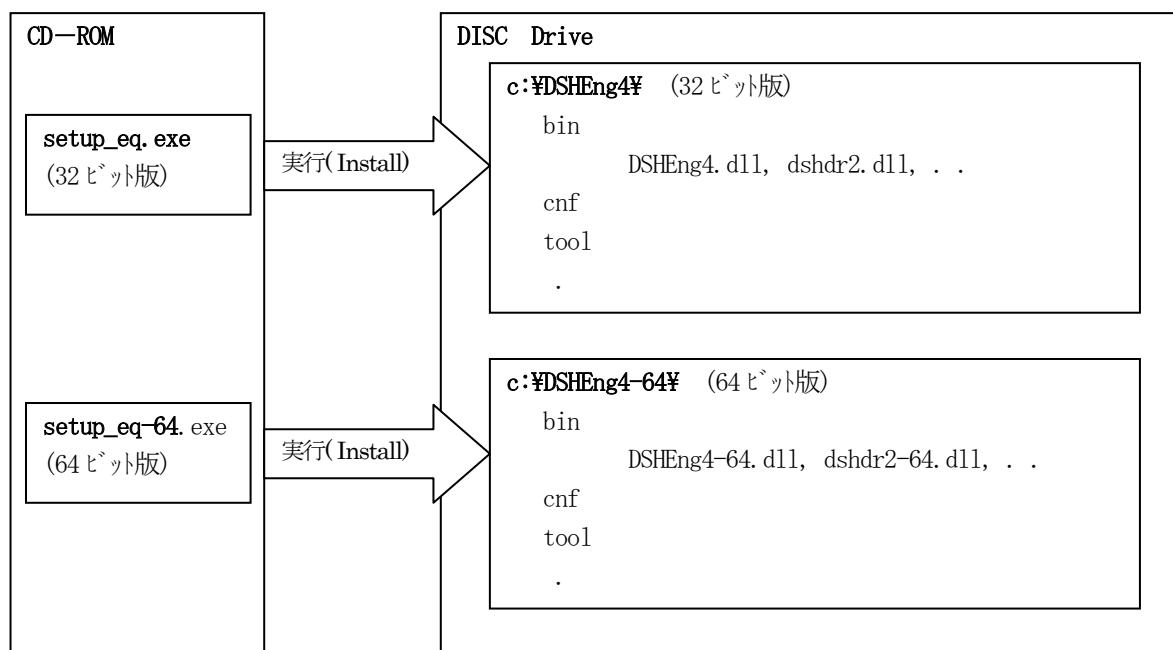 CD－ROM
setup_eq.exe
(32ﾋﾞｯﾄ版)
実行(Install)
setup_eq-64.exe
(64ﾋﾞｯﾄ版)
実行(Install)
DISC　Drive
c:¥DSHEng4¥　(32ﾋﾞｯﾄ版)
bin
DSHEng4.dll, dshdr2.dll, . .
cnf
tool
.
c:¥DSHEng4-64¥　(64ﾋﾞｯﾄ版)
bin
DSHEng4-64.dll, dshdr2-64.dll, . .
cnf
tool
.